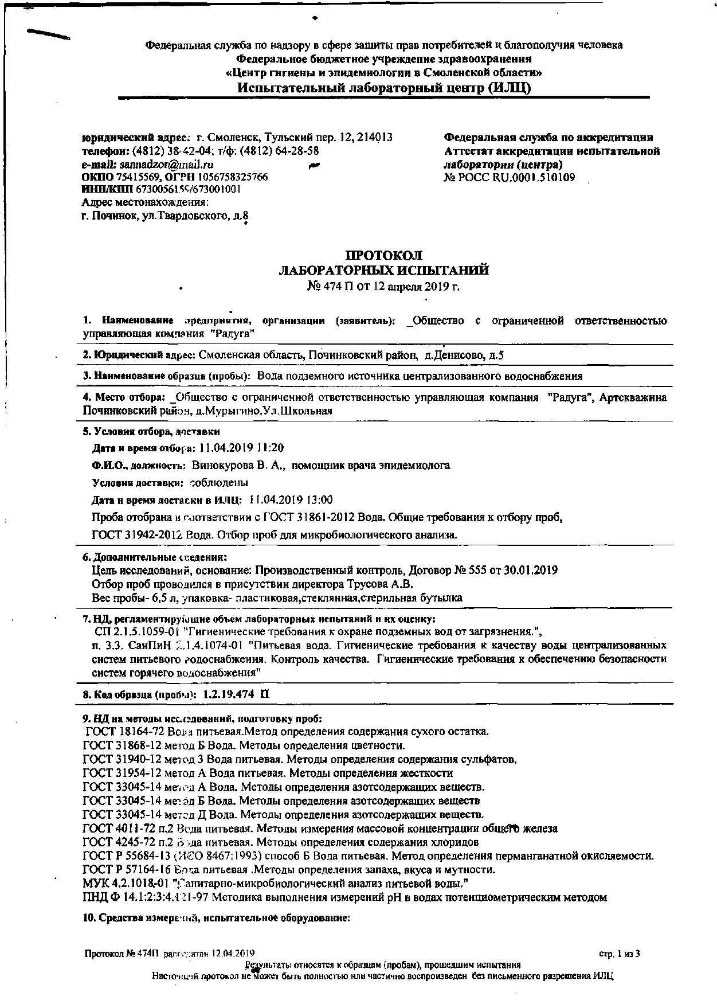 Федеральная служба по надзору в сфере защиты прав потребителей и благополучия человека
Федеральное бюджетное учреждение здравоохранения
«Центр гигиены и эпидемиологии в Смоленской области»
Испытательный лабораторный центр (ИЛЦ)
юридический адрес: г. Смоленск, Тульский пер. 12, 214013
телефон: (4812) 38-42-04; т/ф: (4812) 64-28-58
e-mail: sannadzor@mail.ru
ОКПО 75415569, ОГРН 1056758325766
ИНН/КПП 6730056155/673001001
Адрес местонахождения:
г. Починок, ул.Твардовского, д.8
Федеральная служба по аккредитации
Аттестат аккредитации испытательной
лаборатории (центра)
№ РОСС RU.0001.510109
ПРОТОКОЛ
ЛАБОРАТОРНЫХ ИСПЫТАНИЙ
№ 474 П от 12 апреля 2019 г.
1. Наименование предприятия, организации (заявитель): _Общество с ограниченной ответственностью
управляющая компания "Радуга"
2. Юридический адрес: Смоленская область, Починковский район, д.Денисово, д.5
3. Наименование образца (пробы): Вода подземного источника централизованного водоснабжения
4. Место отбора: _Общество с ограниченной ответственностью управляющая компания "Радуга", Артскважина
Починковский район, д.Мурыгино,Ул.Школьная
5. Условия отбора, доставки
Дата и время отбора: 11.04.2019 11:20
Ф.И.О., должность: Винокурова В. А., помощник врача эпидемиолога
Условия доставки: соблюдены
Дата и время доставки в ИЛЦ: 11.04.2019 13:00
Проба отобрана в соответствии с ГОСТ 31861-2012 Вода. Общие требования к отбору проб,
ГОСТ 31942-2012 Вода. Отбор проб для микробиологического анализа.
6. Дополнительные сведения:
Цель исследований, основание: Производственный контроль, Договор № 555 от 30.01.2019
Отбор проб проводился в присутствии директора Трусова А.В.
Вес пробы- 6,5 л, упаковка- пластиковая,стеклянная,стерильная бутылка
7. НД, регламентирующие объем лабораторных испытаний и их оценку:
СП 2.1.5.1059-01 "Гигиенические требования к охране подземных вод от загрязнения.",
п. 3.3. СанПиН 2.1.4.1074-01 "Питьевая вода. Гигиенические требования к качеству воды централизованных
систем питьевого водоснабжения. Контроль качества. Гигиенические требования к обеспечению безопасности
систем горячего водоснабжения"
8. Код образца (пробы): 1.2.19.474 П
9. НД на методы исследований, подготовку проб:
ГОСТ 18164-72 Вода питьевая.Метод определения содержания сухого остатка.
ГОСТ 31868-12 метод Б Вода. Методы определения цветности.
ГОСТ 31940-12 метод 3 Вода питьевая. Методы определения содержания сульфатов.
ГОСТ 31954-12 метод А Вода питьевая. Методы определения жесткости
ГОСТ 33045-14 метод А Вода. Методы определения азотсодержащих веществ.
ГОСТ 33045-14 метод Б Вода. Методы определения азотсодержащих веществ
ГОСТ 33045-14 метод Д Вода. Методы определения азотсодержащих веществ.
ГОСТ 4011-72 п.2 Вода питьевая. Методы измерения массовой концентрации общего железа
ГОСТ 4245-72 п.2 Вода питьевая. Методы определения содержания хлоридов
ГОСТ Р 55684-13 (ИСО 8467:1993) способ Б Вода питьевая. Метод определения перманганатной окисляемости.
ГОСТ Р 57164-16 Вода питьевая .Методы определения запаха, вкуса и мутности.
МУК 4.2.1018-01 "Санитарно-микробиологический анализ питьевой воды."
ПНД Ф 14.1:2:3:4.121-97 Методика выполнения измерений рН в водах потенциометрическим методом
10. Средства измерений, испытательное оборудование:
Протокол № 474П распечатан 12.04.2019
стр. 1 из 3
Результаты относятся к образцам (пробам), прошедшим испытания
Настоящий протокол не может быть полностью или частично воспроизведен без письменного разрешения ИЛЦ